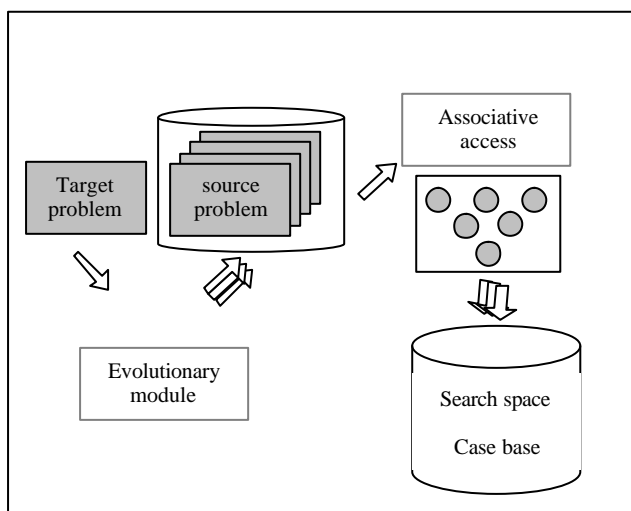 Associative
access
Target
problem
source
problem
Evolutionary
module
Search space
Case base